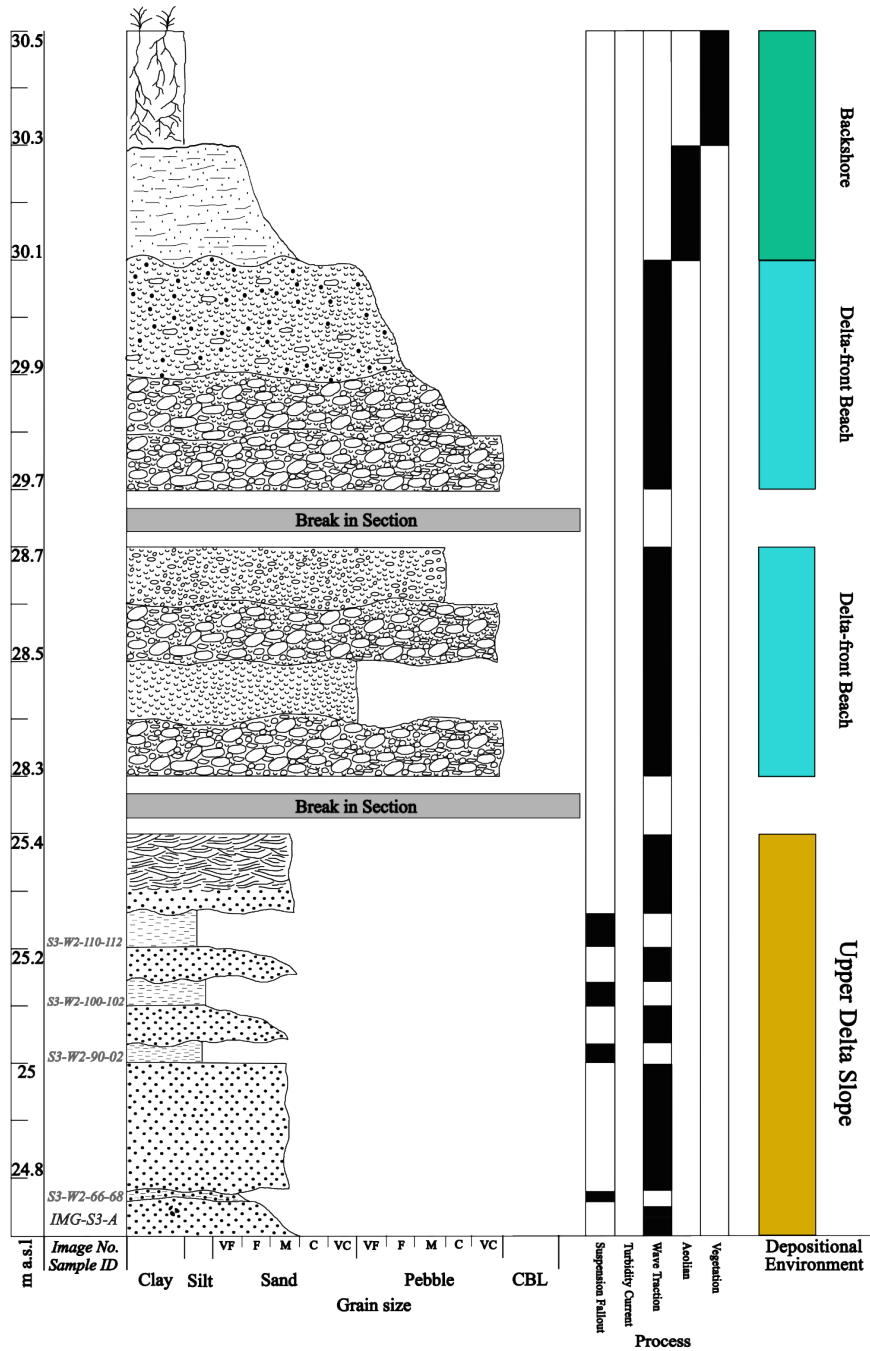 30.5
30.3
Backshore
30.1
Delta-front Beach
29.9
29.7
Break in Section
28.7
Delta-front Beach
28.5
28.3
Break in Section
25.4
S3-W2-110-112
25.2
S3-W2-100-102
S3-W2-90-02
25
Upper Delta Slope
24.8
S3-W2-66-68
IMG-S3-A
m a.s.l
Image No.
Sample ID
VF F M C VC VF F M C VC
Clay Silt Sand Pebble CBL
Grain size
Suspension Fallout
Turbidity Current
Wave Traction
Aeolian
Vegetation
Process
Depositional
Environment